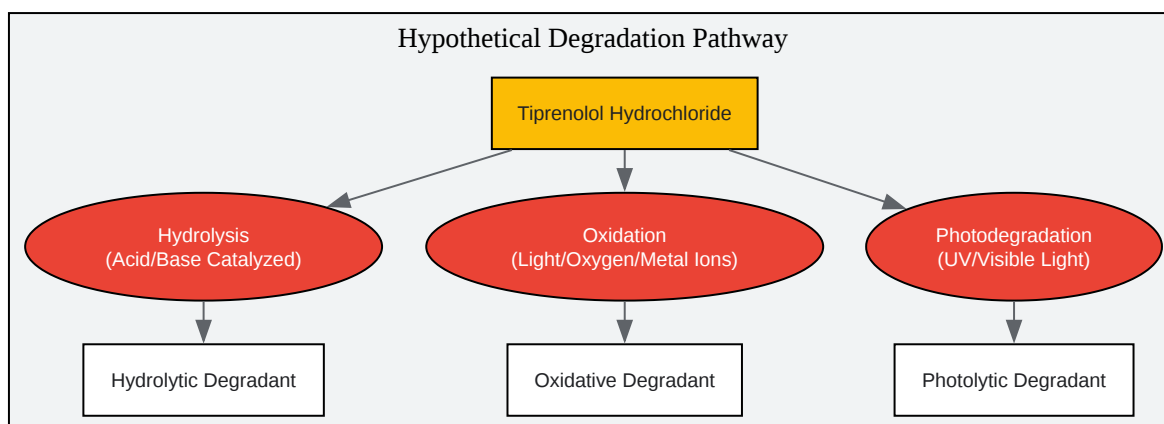 Hypothetical Degradation Pathway
Tiprenolol Hydrochloride
Hydrolysis
(Acid/Base Catalyzed)
Oxidation
(Light/Oxygen/Metal Ions)
Photodegradation
(UV/Visible Light)
Hydrolytic Degradant
Oxidative Degradant
Photolytic Degradant